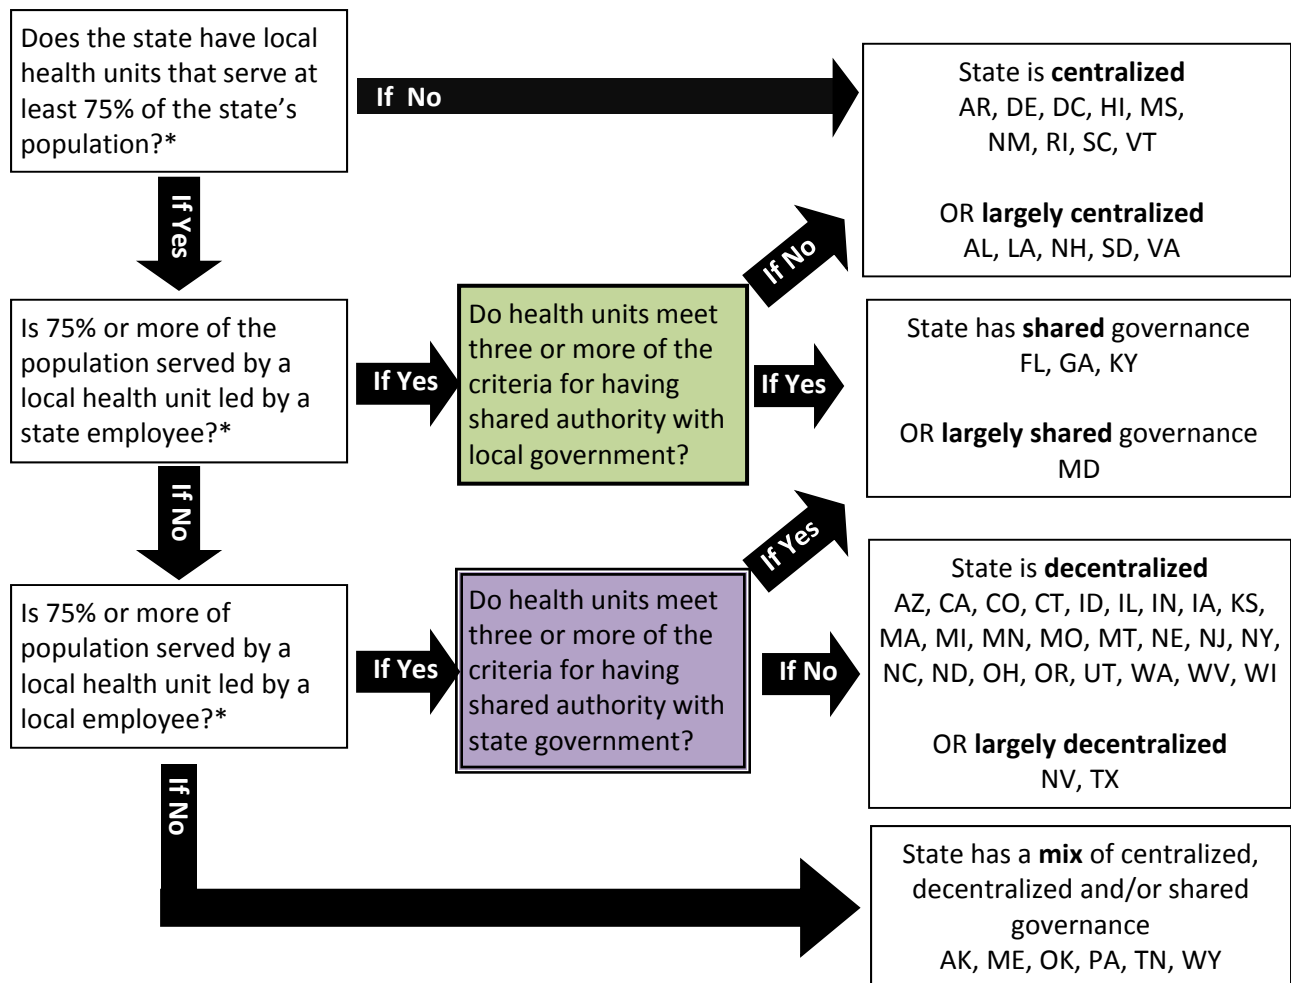 Does the state have local
health units that serve at
least 75% of the state's
population?*
If No
State is centralized
AR, DE, DC, HI, MS,
NM, RI, SC, VT
OR largely centralized
AL, LA, NH, SD, VA
If Yes
If No
Is 75% or more of the
population served by a
local health unit led by a
state employee?*
If Yes
Do health units meet
three or more of the
criteria for having
shared authority with
local government?
If Yes
State has shared governance
FL, GA, KY
OR largely shared governance
MD
If No
If Yes
Is 75% or more of
population served by a
local health unit led by a
local employee?*
If Yes
Do health units meet
three or more of the
criteria for having
shared authority with
state government?
If No
State is decentralized
AZ, CA, CO, CT, ID, IL, IN, IA, KS,
MA, MI, MN, MO, MT, NE, NJ, NY,
NC, ND, OH, OR, UT, WA, WV, WI
OR largely decentralized
NV, TX
If No
State has a mix of centralized,
decentralized and/or shared
governance
AK, ME, OK, PA, TN, WY